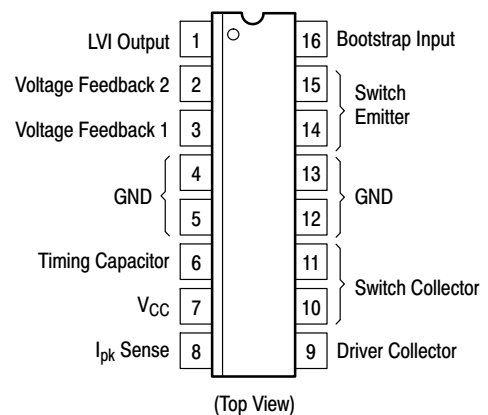 LVI Output 1 16 Bootstrap Input
Voltage Feedback 2 2 15
Switch
Emitter
Voltage Feedback 1 3 14
4 13
GND GND
5 12
Timing Capacitor 6 11
Switch Collector
VCC 7 10
Ipk Sense 8 9 Driver Collector
(Top View)